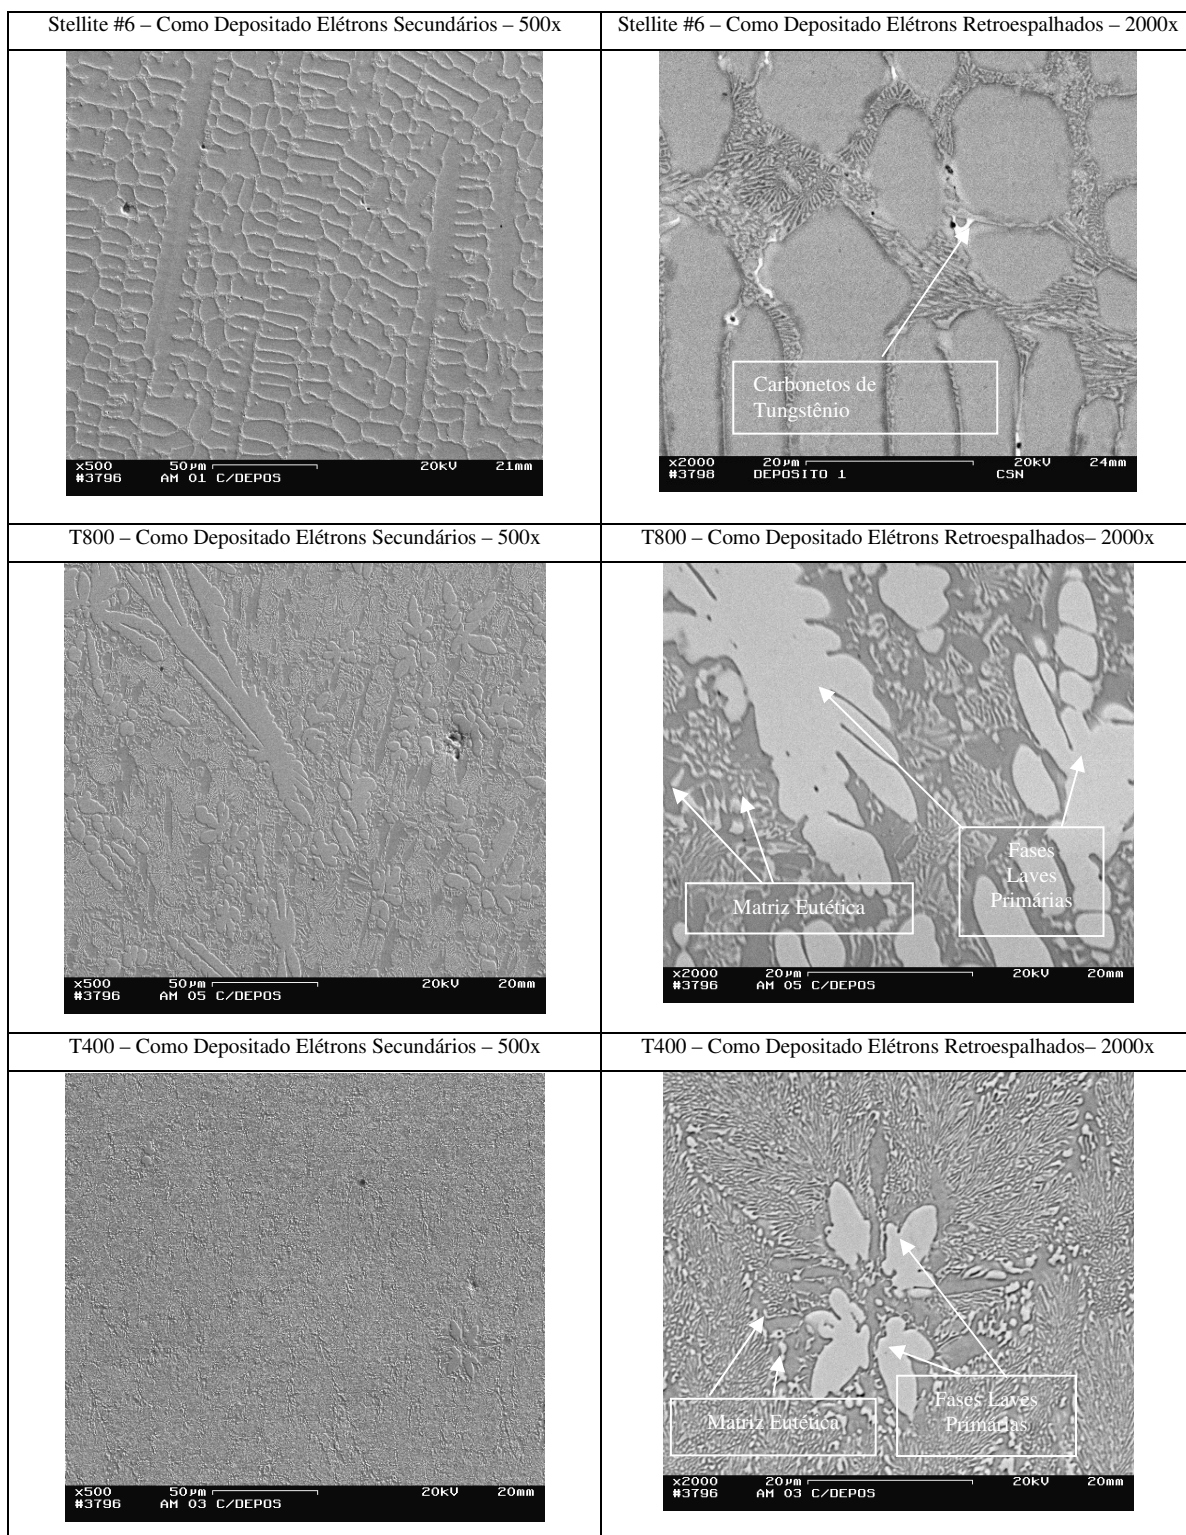 Stellite #6 – Como Depositado Elétrons Secundários – 500x
Stellite #6 – Como Depositado Elétrons Retroespalhados – 2000x
x500 50µm 20kV 21mm
#3796 AM 01 C/DEPOS
Carbonetos de
Tungstênio
x2000 20µm 20kV 24mm
#3798 DEPOSITO 1 CSN
T800 – Como Depositado Elétrons Secundários – 500x
T800 – Como Depositado Elétrons Retroespalhados– 2000x
x500 50µm 20kV 20mm
#3796 AM 05 C/DEPOS
Fases
Laves
Primárias
Matriz Eutética
x2000 20µm 20kV 20mm
#3796 AM 05 C/DEPOS
T400 – Como Depositado Elétrons Secundários – 500x
T400 – Como Depositado Elétrons Retroespalhados– 2000x
x500 50µm 20kV 20mm
#3796 AM 03 C/DEPOS
Fases Laves
Primárias
Matriz Eutética
x2000 20µm 20kV 20mm
#3796 AM 03 C/DEPOS